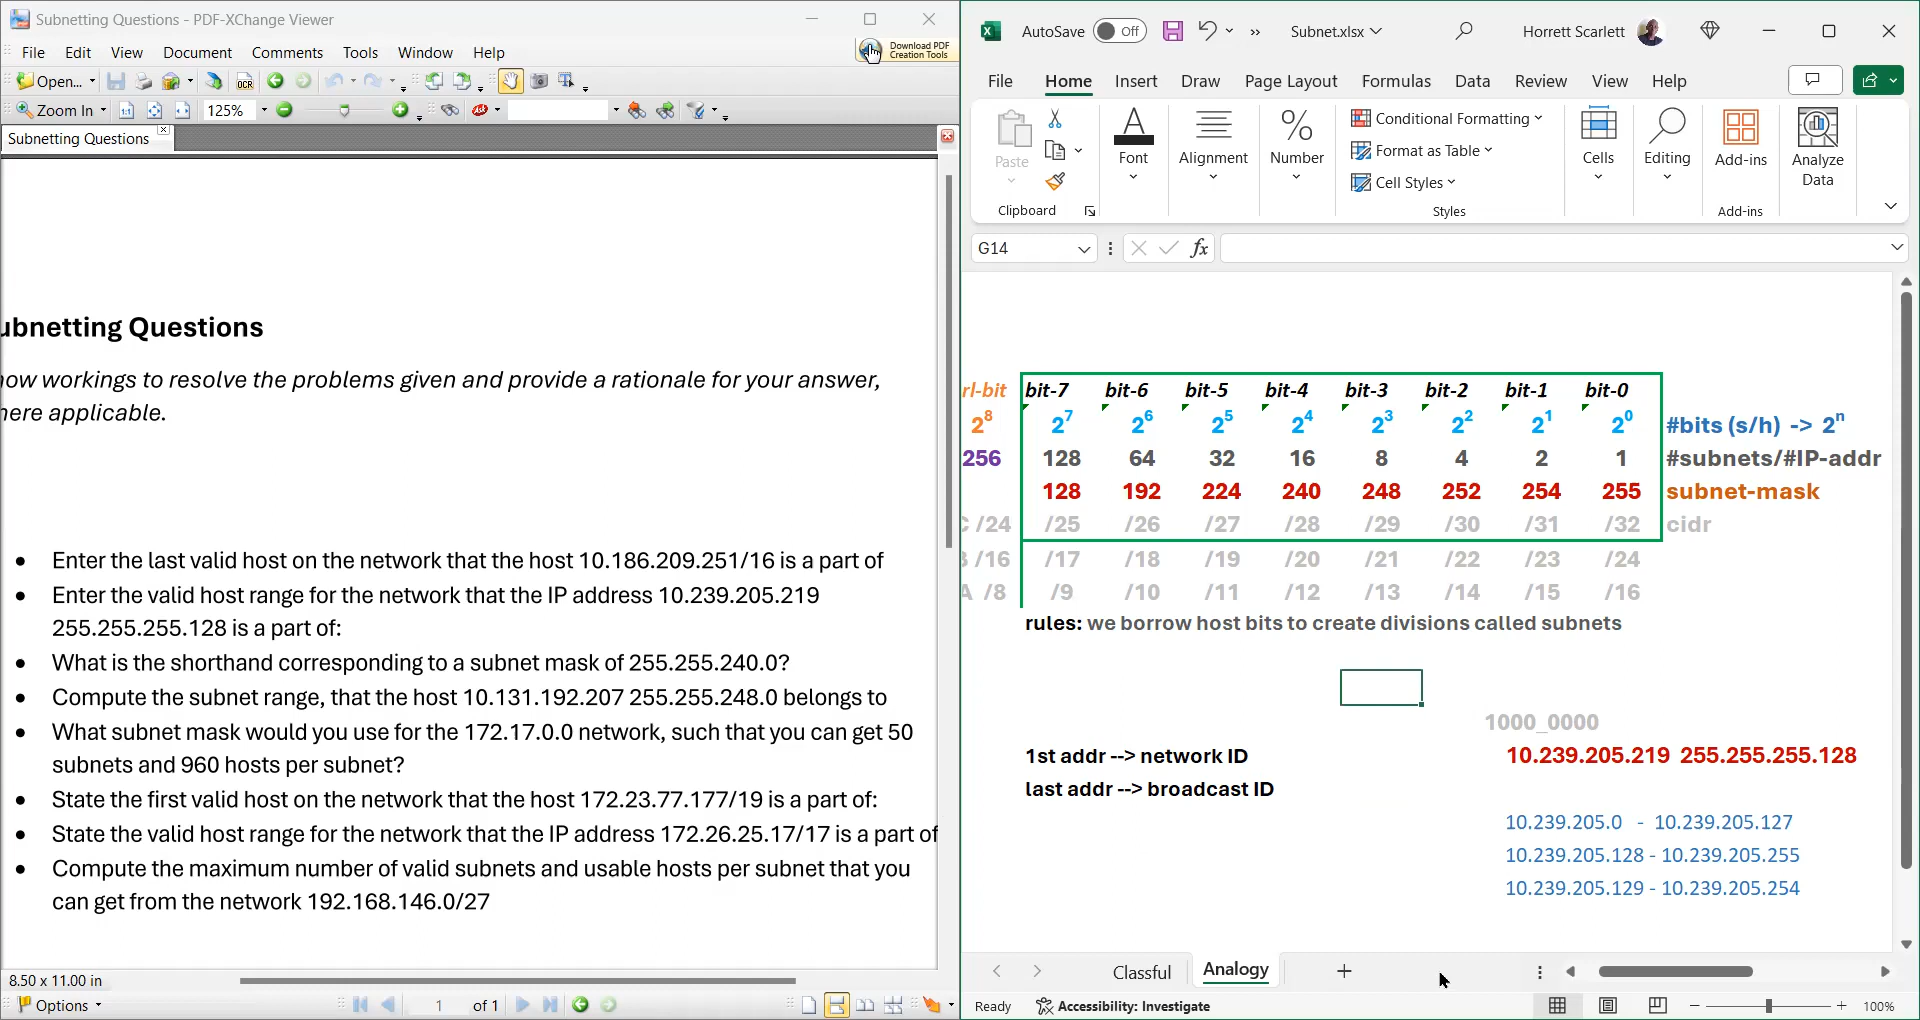 Subnetting Questions - PDF-XChange Viewer
File Edit View Document Comments Tools Window Help
Download PDF
Creation Tools
Open...
OCR
Zoom In
1:1
125%
Subnetting Questions
ubnetting Questions
now workings to resolve the problems given and provide a rationale for your answer,
here applicable.
• Enter the last valid host on the network that the host 10.186.209.251/16 is a part of
• Enter the valid host range for the network that the IP address 10.239.205.219
255.255.255.128 is a part of:
• What is the shorthand corresponding to a subnet mask of 255.255.240.0?
• Compute the subnet range, that the host 10.131.192.207 255.255.248.0 belongs to
• What subnet mask would you use for the 172.17.0.0 network, such that you can get 50
subnets and 960 hosts per subnet?
• State the first valid host on the network that the host 172.23.77.177/19 is a part of:
• State the valid host range for the network that the IP address 172.26.25.17/17 is a part of
• Compute the maximum number of valid subnets and usable hosts per subnet that you
can get from the network 192.168.146.0/27
8.50 x 11.00 in
Options
1 of 1
AutoSave Off
Subnet.xlsx
Horrett Scarlett
File Home Insert Draw Page Layout Formulas Data Review View Help
Paste
Clipboard
Font
Alignment
Number
Conditional Formatting
Format as Table
Cell Styles
Styles
Cells
Editing
Add-ins
Add-ins
Analyze
Data
G14
fx
rl-bit bit-7 bit-6 bit-5 bit-4 bit-3 bit-2 bit-1 bit-0
2⁸ 2⁷ 2⁶ 2⁵ 2⁴ 2³ 2² 2¹ 2⁰ #bits (s/h) -> 2ⁿ
256 128 64 32 16 8 4 2 1 #subnets/#IP-addr
128 192 224 240 248 252 254 255 subnet-mask
C /24 /25 /26 /27 /28 /29 /30 /31 /32 cidr
B /16 /17 /18 /19 /20 /21 /22 /23 /24
A /8 /9 /10 /11 /12 /13 /14 /15 /16
rules: we borrow host bits to create divisions called subnets
1000_0000
1st addr --> network ID 10.239.205.219 255.255.255.128
last addr --> broadcast ID
10.239.205.0 - 10.239.205.127
10.239.205.128 - 10.239.205.255
10.239.205.129 - 10.239.205.254
Classful Analogy
Ready Accessibility: Investigate
100%